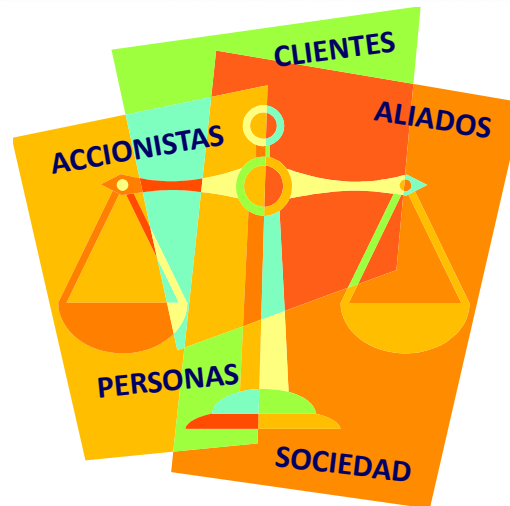 CLIENTES
ALIADOS
ACCIONISTAS
PERSONAS
SOCIEDAD